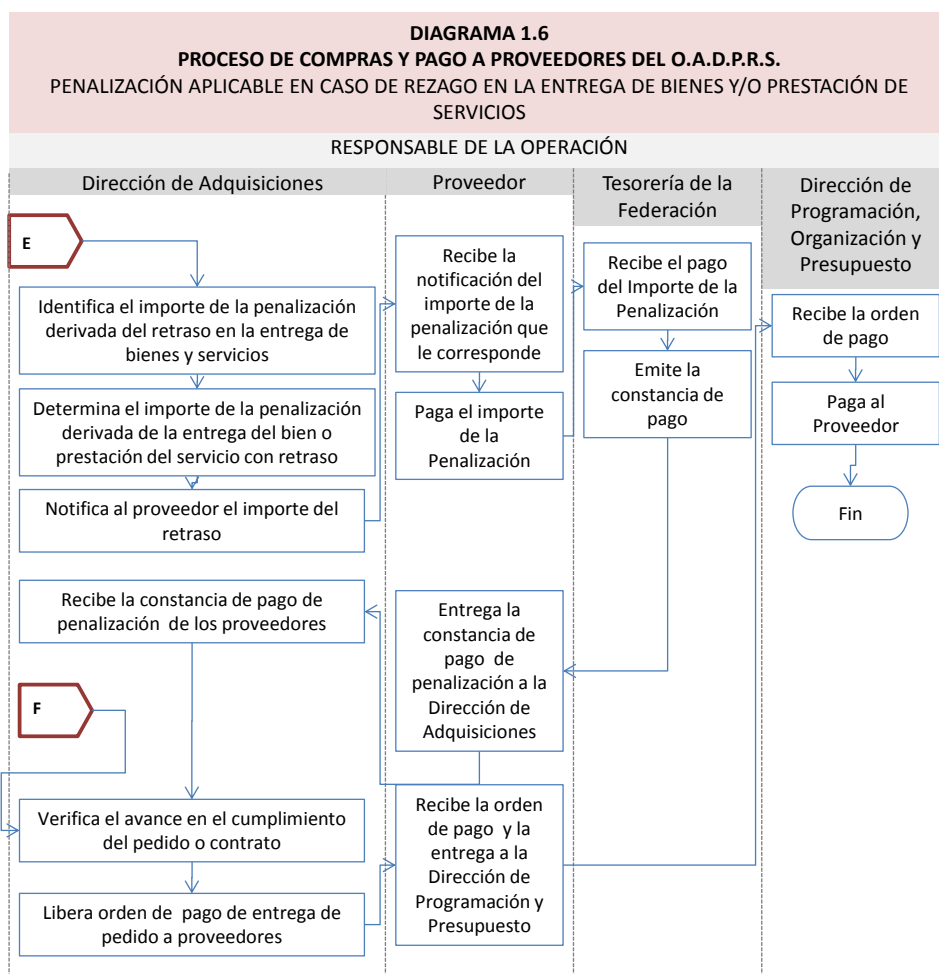 DIAGRAMA 1.6
PROCESO DE COMPRAS Y PAGO A PROVEEDORES DEL O.A.D.P.R.S.
PENALIZACIÓN APLICABLE EN CASO DE REZAGO EN LA ENTREGA DE BIENES Y/O PRESTACIÓN DE
SERVICIOS
RESPONSABLE DE LA OPERACIÓN
Dirección de Adquisiciones
Proveedor
Tesorería de la
Federación
Dirección de
Programación,
Organización y
Presupuesto
E
Identifica el importe de la penalización
derivada del retraso en la entrega de
bienes y servicios
Determina el importe de la penalización
derivada de la entrega del bien o
prestación del servicio con retraso
Notifica al proveedor el importe del
retraso
Recibe la
notificación del
importe de la
penalización que
le corresponde
Paga el importe
de la
Penalización
Recibe el pago
del Importe de la
Penalización
Emite la
constancia de
pago
Recibe la orden
de pago
Paga al
Proveedor
Fin
Recibe la constancia de pago de
penalización de los proveedores
Entrega la
constancia de
pago de
penalización a la
Dirección de
Adquisiciones
F
Verifica el avance en el cumplimiento
del pedido o contrato
Libera orden de pago de entrega de
pedido a proveedores
Recibe la orden
de pago y la
entrega a la
Dirección de
Programación y
Presupuesto